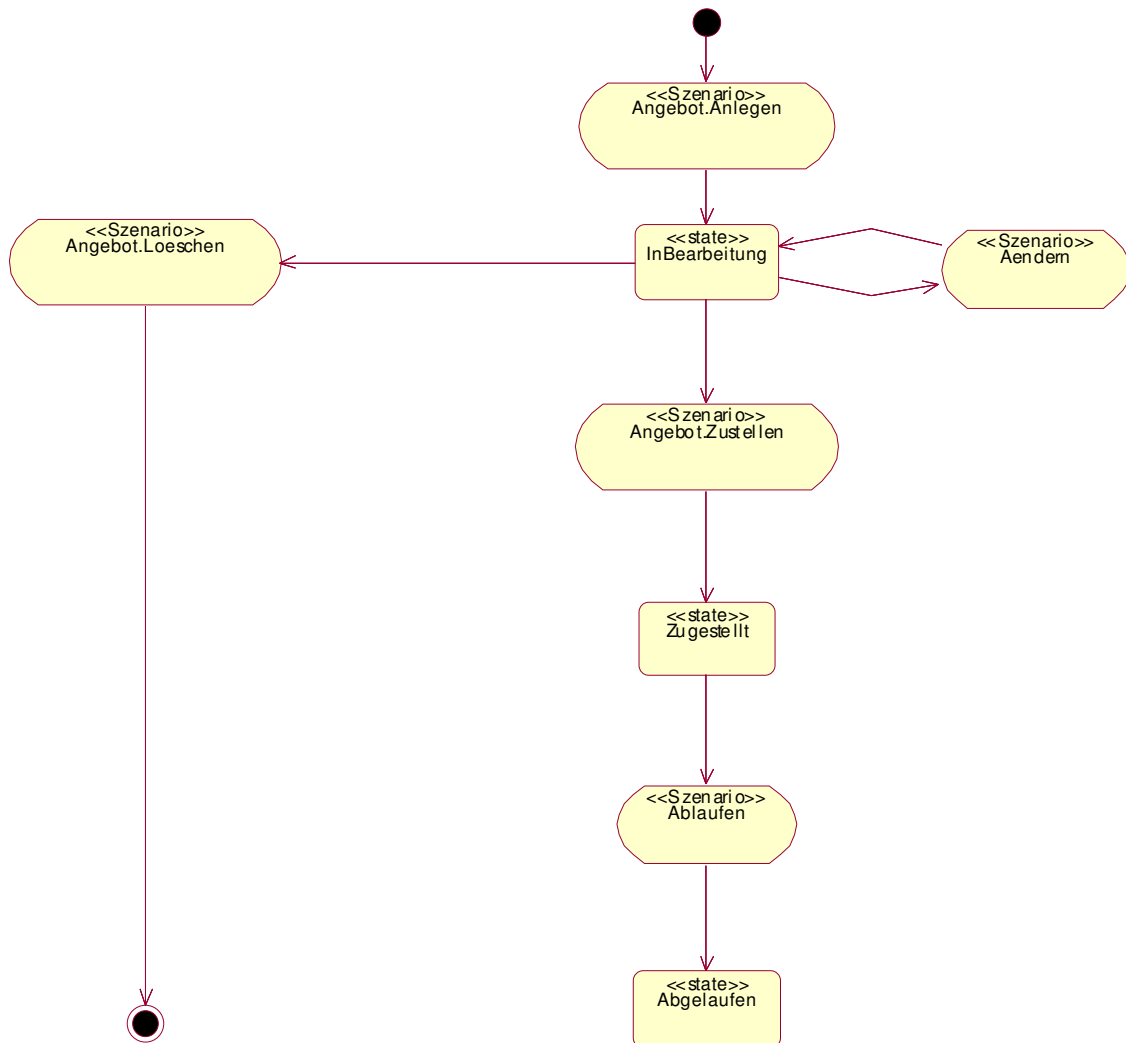 <<Szenario>>
Angebot.Anlegen
<<Szenario>>
Angebot.Loeschen
<<state>>
InBearbeitung
<<Szenario>>
Aendern
<<Szenario>>
Angebot.Zustellen
<<state>>
Zugestellt
<<Szenario>>
Ablaufen
<<state>>
Abgelaufen